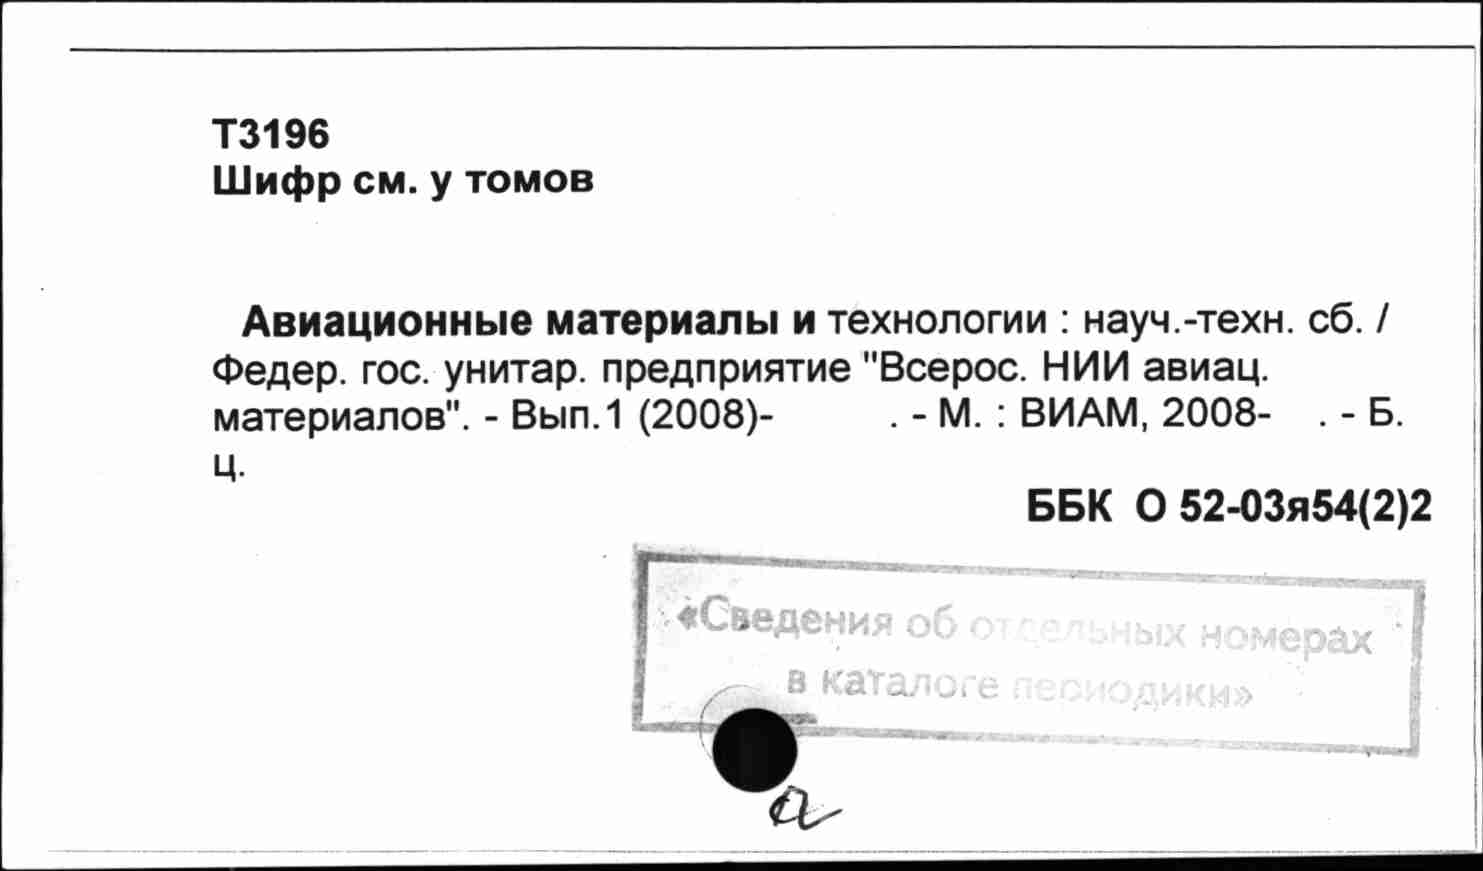 Т3196
Шифр см. у томов
Авиационные материалы и технологии : науч.-техн. сб. /
Федер. гос. унитар. предприятие "Всерос. НИИ авиац.
материалов". - Вып.1 (2008)- . - М. : ВИАМ, 2008- . - Б.
ц.
ББК О 52-03я54(2)2
«Сведения об отдельных номерах
в каталоге периодики»
а